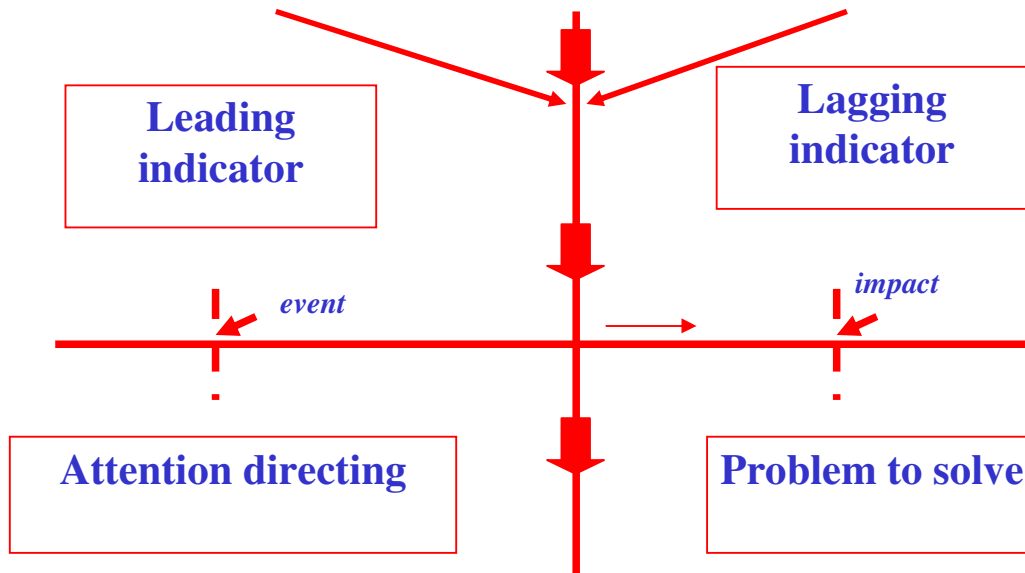 Leading
indicator
Lagging
indicator
event
impact
Attention directing
Problem to solve